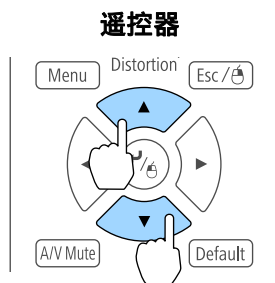 遥控器
Menu
Distortion
Esc/
A/V Mute
Default